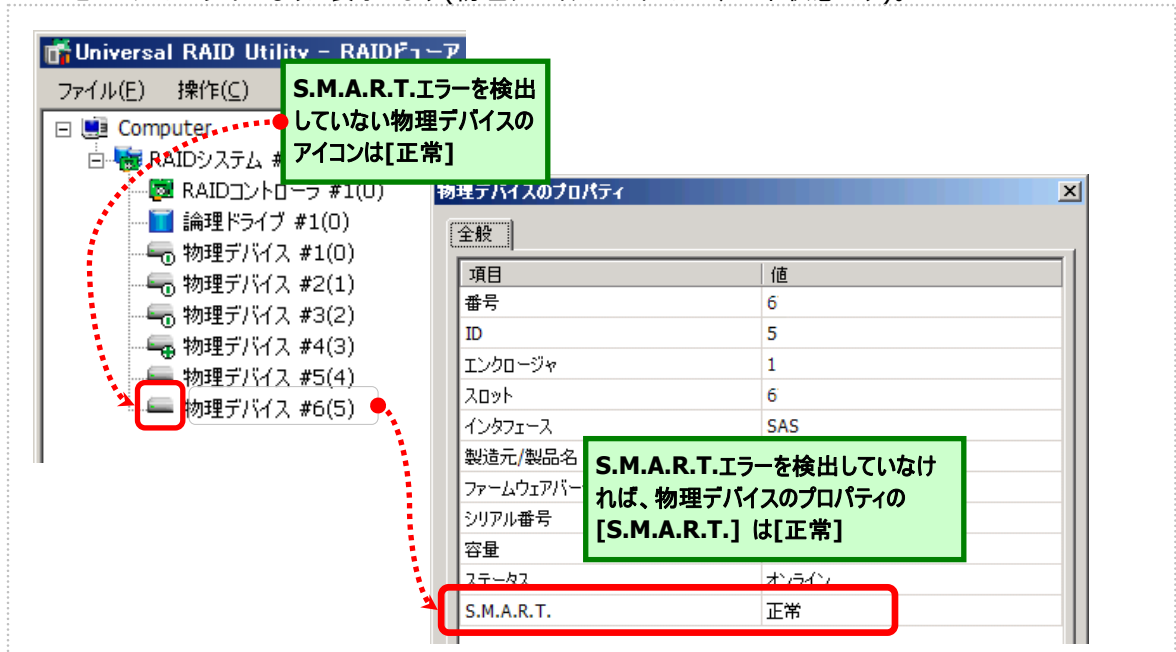 Universal RAID Utility - RAIDビューア
ファイル(F) 操作(C)
S.M.A.R.T.エラーを検出
していない物理デバイスの
アイコンは[正常]
Computer
RAIDシステム #
RAIDコントローラ #1(0)
論理ドライブ #1(0)
物理デバイス #1(0)
物理デバイス #2(1)
物理デバイス #3(2)
物理デバイス #4(3)
物理デバイス #5(4)
物理デバイス #6(5)
物理デバイスのプロパティ
全般
項目 値
番号 6
ID 5
エンクロージャ 1
スロット 6
インタフェース SAS
製造元/製品名
ファームウェアバー
シリアル番号
容量
ステータス オンライン
S.M.A.R.T. 正常
S.M.A.R.T.エラーを検出していなけ
れば、物理デバイスのプロパティの
[S.M.A.R.T.] は[正常]